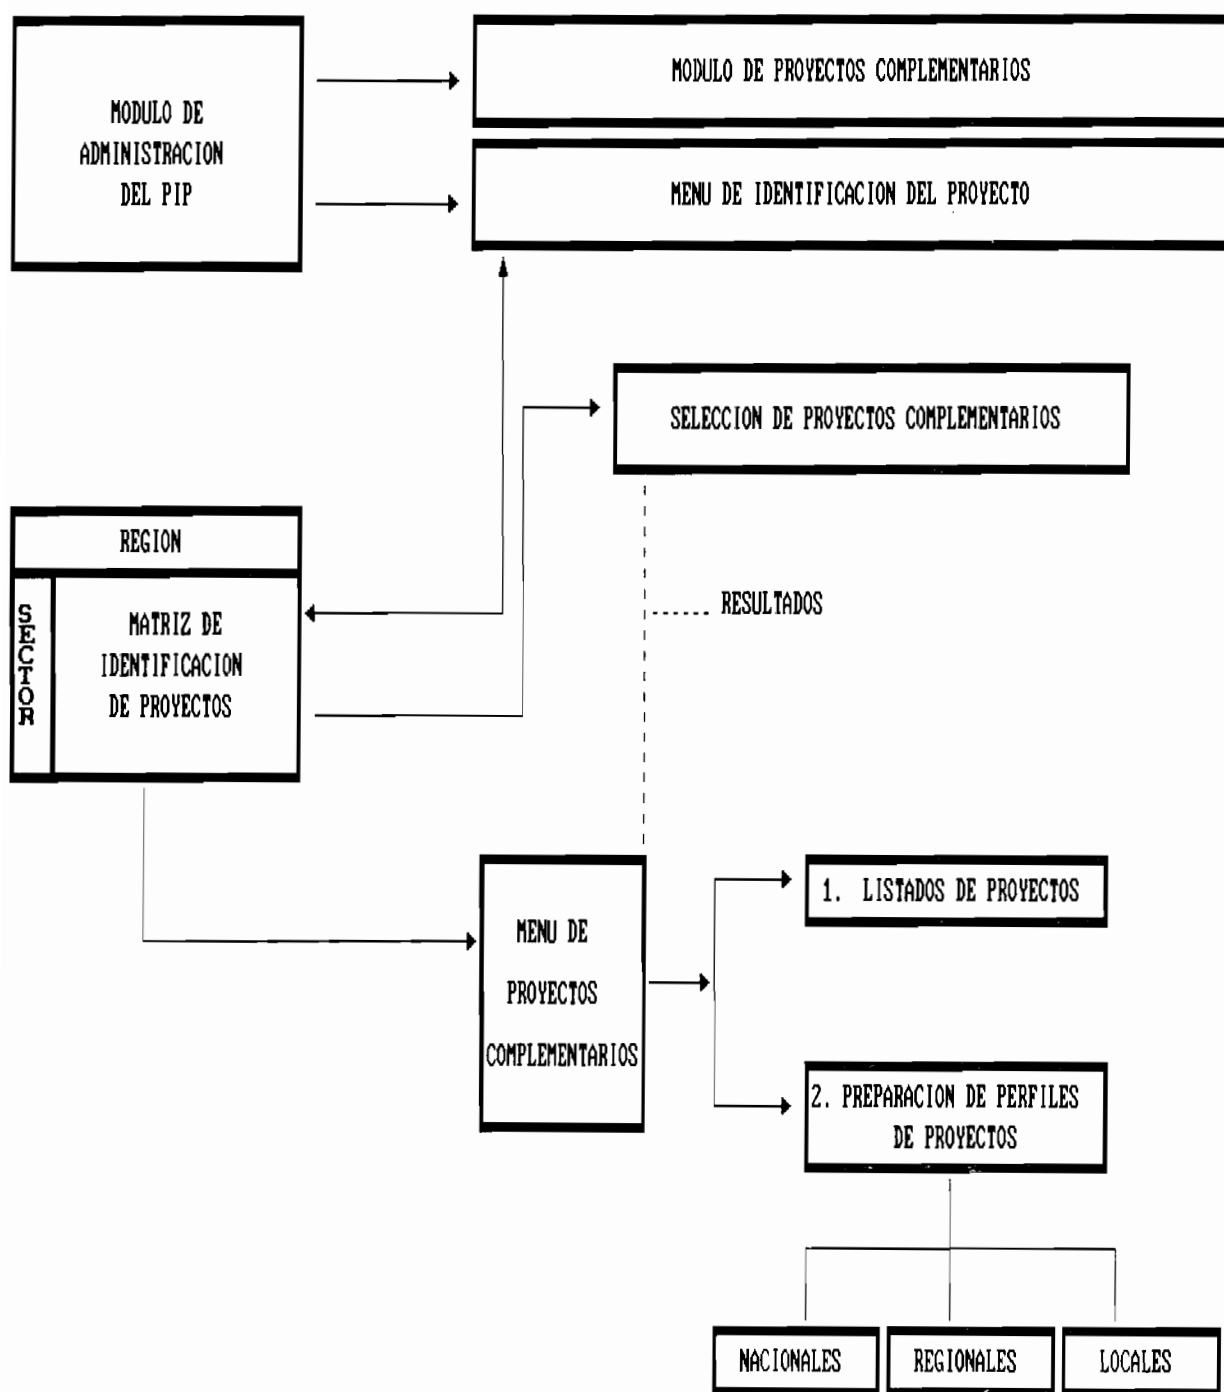 MODULO DE
ADMINISTRACION
DEL PIP
MODULO DE PROYECTOS COMPLEMENTARIOS
MENU DE IDENTIFICACION DEL PROYECTO
SELECCION DE PROYECTOS COMPLEMENTARIOS
REGION
SECTOR
MATRIZ DE
IDENTIFICACION
DE PROYECTOS
RESULTADOS
MENU DE
PROYECTOS
COMPLEMENTARIOS
1. LISTADOS DE PROYECTOS
2. PREPARACION DE PERFILES
DE PROYECTOS
NACIONALES
REGIONALES
LOCALES